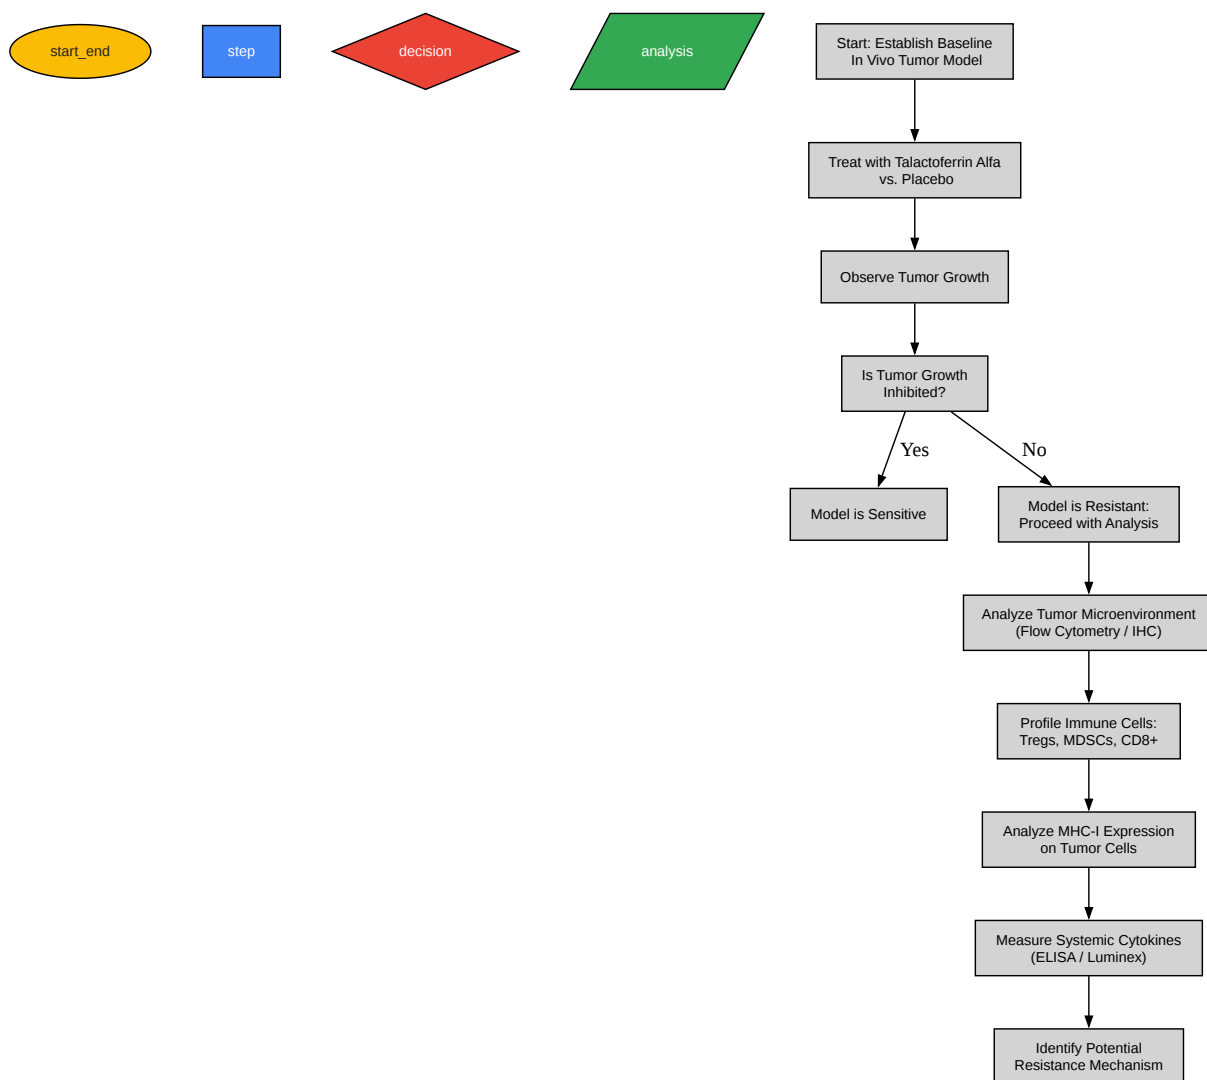 start_end
step
decision
analysis
Start: Establish Baseline
In Vivo Tumor Model
Treat with Talactoferrin Alfa
vs. Placebo
Observe Tumor Growth
Is Tumor Growth
Inhibited?
Yes
No
Model is Sensitive
Model is Resistant:
Proceed with Analysis
Analyze Tumor Microenvironment
(Flow Cytometry / IHC)
Profile Immune Cells:
Tregs, MDSCs, CD8+
Analyze MHC-I Expression
on Tumor Cells
Measure Systemic Cytokines
(ELISA / Luminex)
Identify Potential
Resistance Mechanism